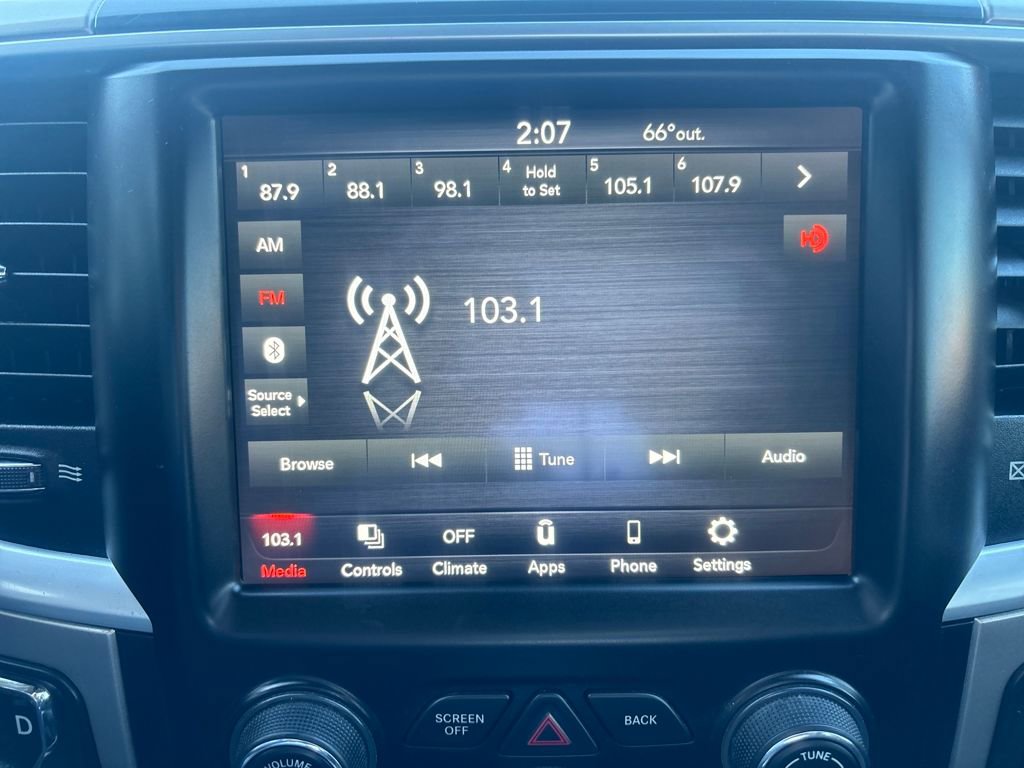 2:07 66°out.
1 87.9 2 88.1 3 98.1 4 Hold to Set 5 105.1 6 107.9
AM
HD
FM
103.1
Source
Select
Browse Tune Audio
103.1 OFF
Media Controls Climate Apps Phone Settings
D
SCREEN
OFF
BACK
VOLUME
TUNE